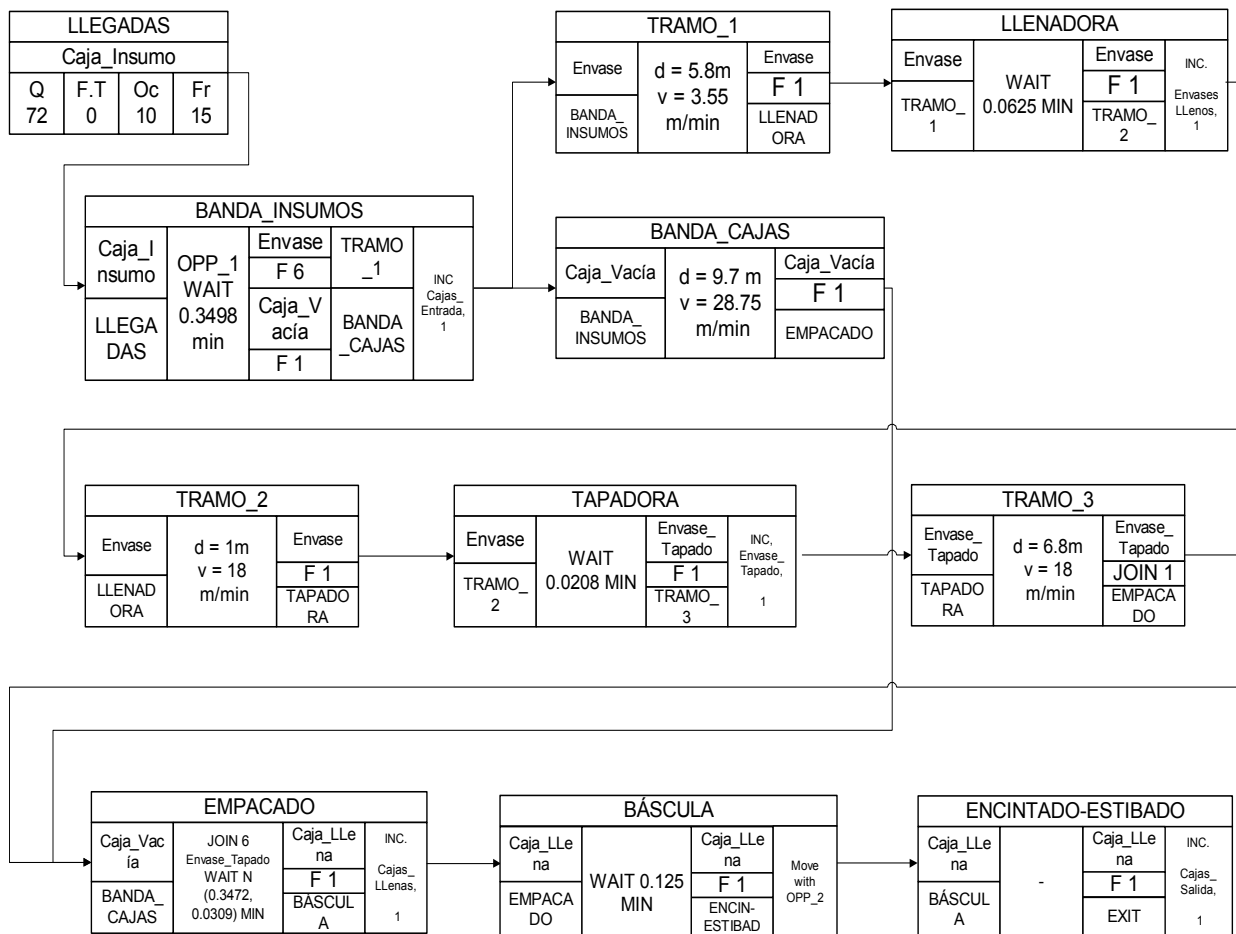 LLEGADAS
Caja_Insumo
Q
72
F.T
0
Oc
10
Fr
15
BANDA_INSUMOS
Caja_I
nsumo
LLEGA
DAS
OPP_1
WAIT
0.3498
min
Envase
F 6
Caja_V
acía
F 1
TRAMO
_1
BANDA
_CAJAS
INC
Cajas_
Entrada,
1
TRAMO_1
Envase
BANDA_
INSUMOS
d = 5.8m
v = 3.55
m/min
Envase
F 1
LLENAD
ORA
LLENADORA
Envase
TRAMO_
1
WAIT
0.0625 MIN
Envase
F 1
TRAMO_
2
INC.
Envases
LLenos,
1
BANDA_CAJAS
Caja_Vacía
BANDA_
INSUMOS
d = 9.7 m
v = 28.75
m/min
Caja_Vacía
F 1
EMPACADO
TRAMO_2
Envase
LLENAD
ORA
d = 1m
v = 18
m/min
Envase
F 1
TAPADO
RA
TAPADORA
Envase
TRAMO_
2
WAIT
0.0208 MIN
Envase_
Tapado
F 1
TRAMO_
3
INC,
Envase_
Tapado,
1
TRAMO_3
Envase_
Tapado
TAPADO
RA
d = 6.8m
v = 18
m/min
Envase_
Tapado
JOIN 1
EMPACA
DO
EMPACADO
Caja_Vac
ía
BANDA_
CAJAS
JOIN 6
Envase_Tapado
WAIT N
(0.3472,
0.0309) MIN
Caja_LLe
na
F 1
BÁSCUL
A
INC.
Cajas_
LLenas,
1
BÁSCULA
Caja_LLe
na
EMPACA
DO
WAIT 0.125
MIN
Caja_LLe
na
F 1
ENCIN-
ESTIBAD
Move
with
OPP_2
ENCINTADO-ESTIBADO
Caja_LLe
na
BÁSCUL
A
-
Caja_LLe
na
F 1
EXIT
INC.
Cajas_
Salida,
1